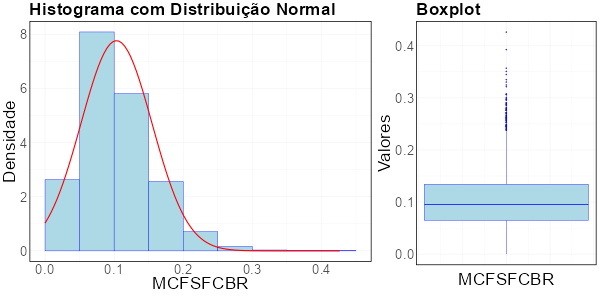 Histograma com Distribuição Normal
Densidade
8
6
4
2
0
0.0 0.1 0.2 0.3 0.4
MCFSFCBR
Boxplot
Valores
0.4
0.3
0.2
0.1
0.0
MCFSFCBR